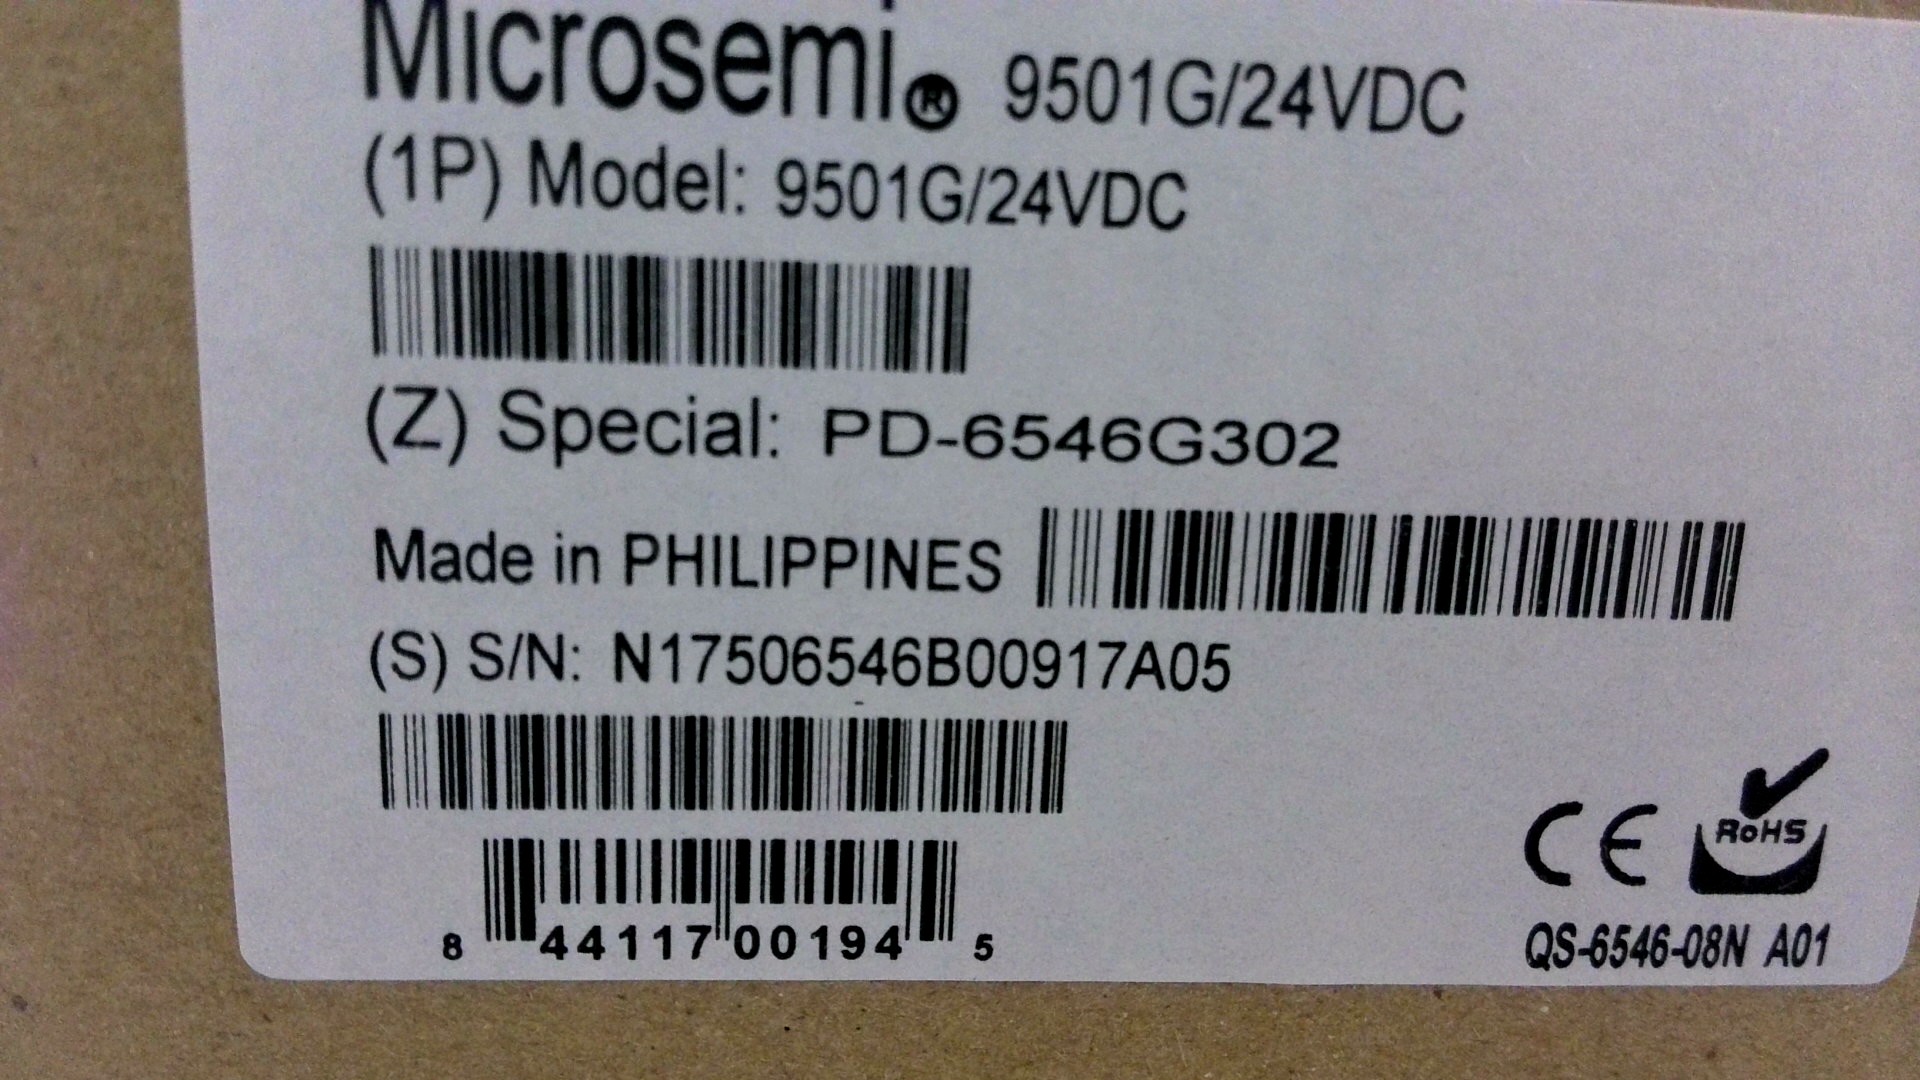 Microsemi® 9501G/24VDC
(1P) Model: 9501G/24VDC
(Z) Special: PD-6546G302
Made in PHILIPPINES
(S) S/N: N17506546B00917A05
8 44117 00194 5
CE RoHS
QS-6546-08N A01